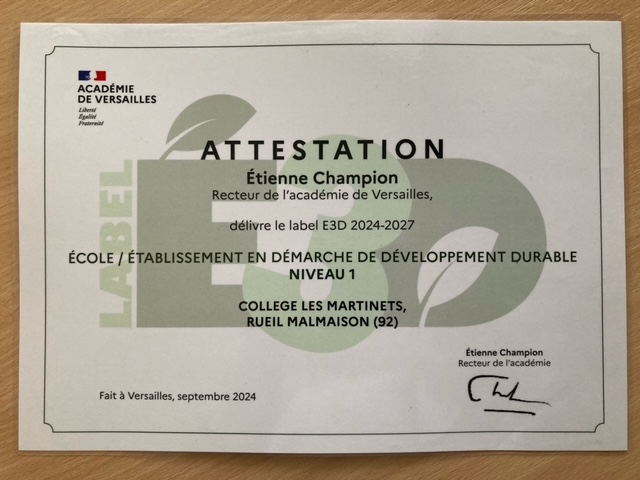 ACADÉMIE
DE VERSAILLES
Liberté
Égalité
Fraternité
LABEL
E3D
ATTESTATION
Étienne Champion
Recteur de l'académie de Versailles,
délivre le label E3D 2024-2027
ÉCOLE / ÉTABLISSEMENT EN DÉMARCHE DE DÉVELOPPEMENT DURABLE
NIVEAU 1
COLLEGE LES MARTINETS,
RUEIL MALMAISON (92)
Étienne Champion
Recteur de l'académie
Fait à Versailles, septembre 2024